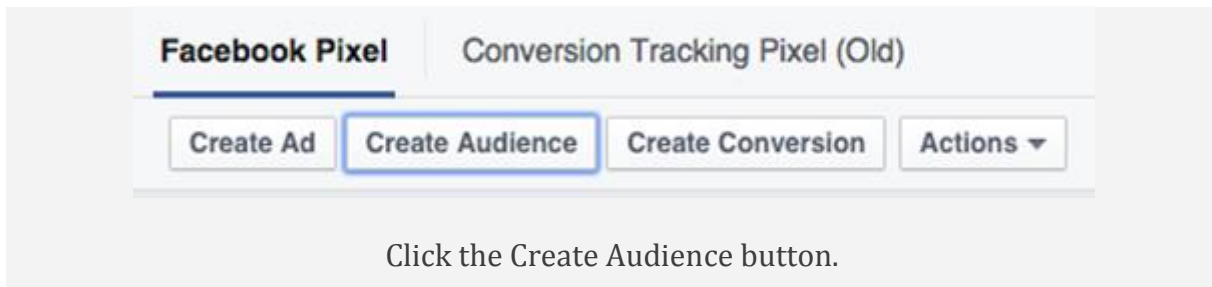 Facebook Pixel Conversion Tracking Pixel (Old)
Create Ad Create Audience Create Conversion Actions
Click the Create Audience button.